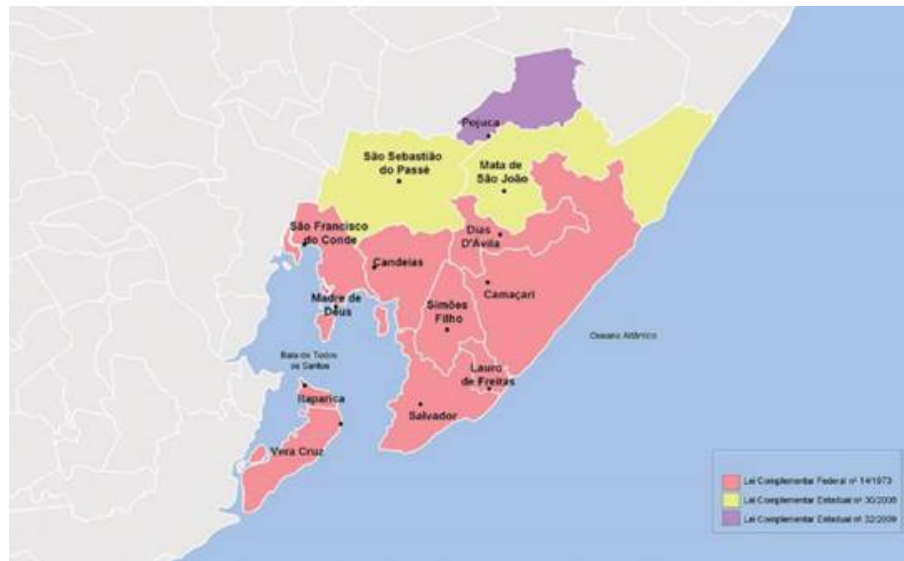 Pojuca
São Sebastião
do Passé
Mata de
São João
São Francisco
do Conde
Dias
D'Ávila
Candeias
Camaçari
Madre de
Deus
Simões
Filho
Oceano Atlântico
Baia de Todos
os Santos
Lauro
de Freitas
Itaparica
Salvador
Vera Cruz
Lei Complementar Federal nº 14/1973
Lei Complementar Estadual nº 30/2008
Lei Complementar Estadual nº 32/2009